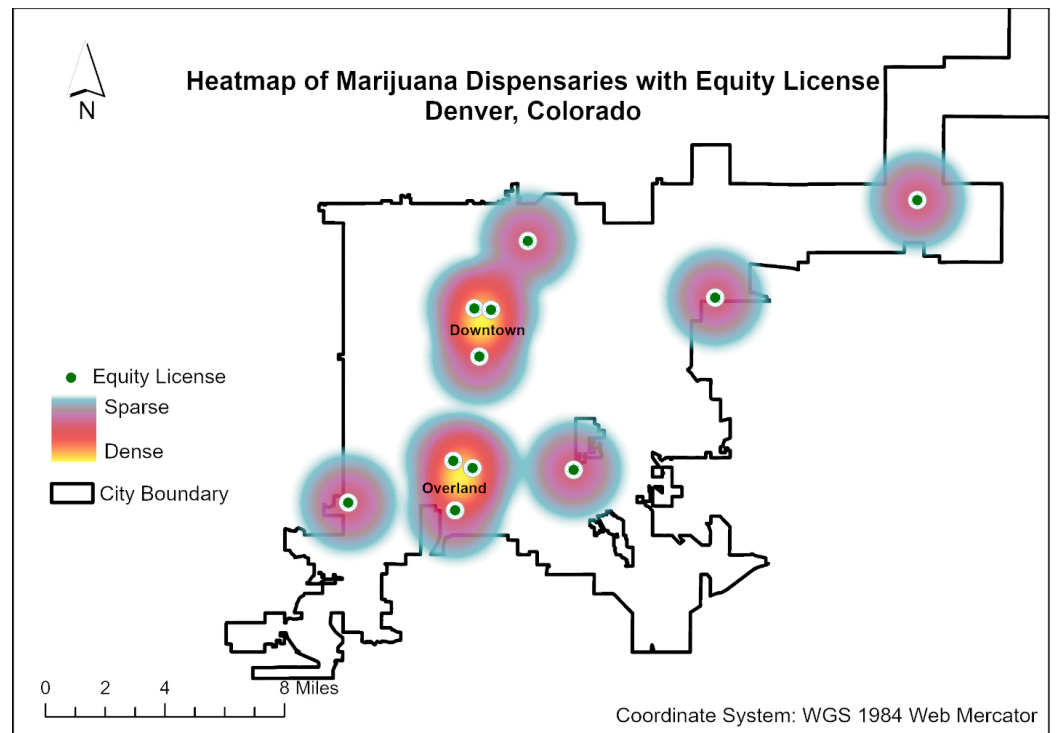 Heatmap of Marijuana Dispensaries with Equity License
Denver, Colorado
N
Downtown
Overland
Equity License
Sparse
Dense
City Boundary
0 2 4 8 Miles
Coordinate System: WGS 1984 Web Mercator